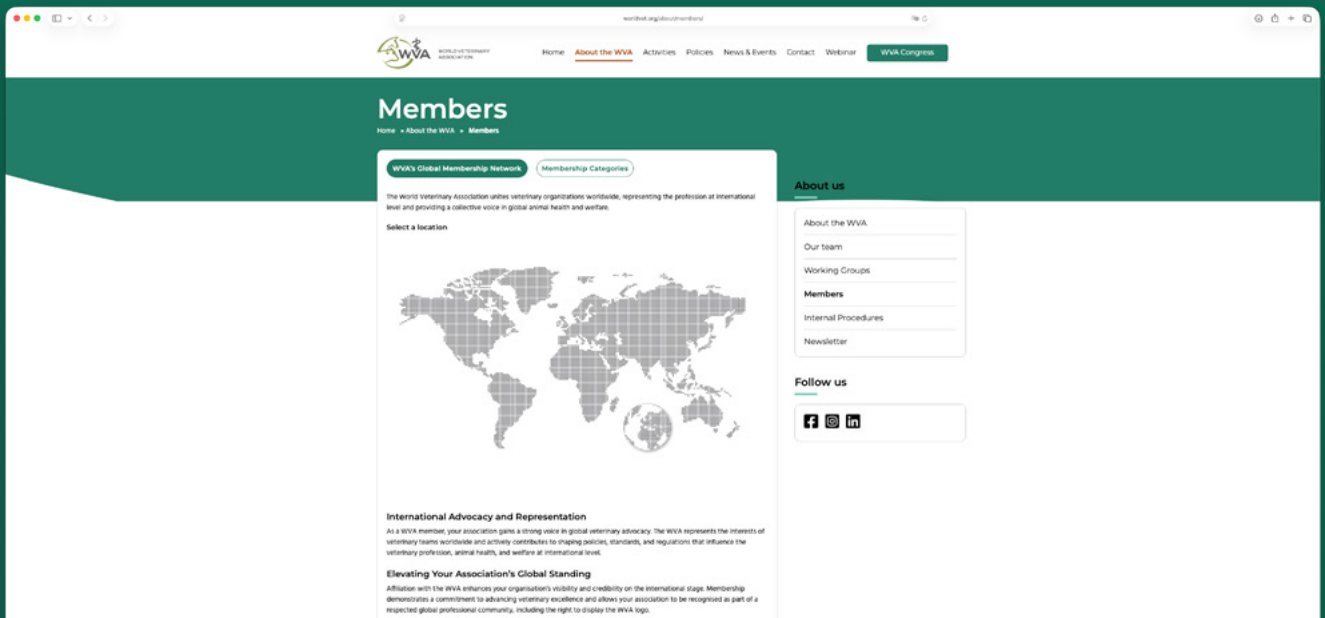 worldvet.org/about/members/
WVA
WORLD VETERINARY
ASSOCIATION
Home About the WVA Activities Policies News & Events Contact Webinar WVA Congress
Members
Home » About the WVA » Members
WVA's Global Membership Network
Membership Categories
The World Veterinary Association unites veterinary organizations worldwide, representing the profession at international
level and providing a collective voice in global animal health and welfare.
Select a location
International Advocacy and Representation
As a WVA member, your association gains a strong voice in global veterinary advocacy. The WVA represents the interests of
veterinary teams worldwide and actively contributes to shaping policies, standards, and regulations that influence the
veterinary profession, animal health, and welfare at international level.
Elevating Your Association's Global Standing
Affiliation with the WVA enhances your organisation's visibility and credibility on the international stage. Membership
demonstrates a commitment to advancing veterinary excellence and allows your association to be recognised as part of a
respected global professional community, including the right to display the WVA logo.
About us
About the WVA
Our team
Working Groups
Members
Internal Procedures
Newsletter
Follow us